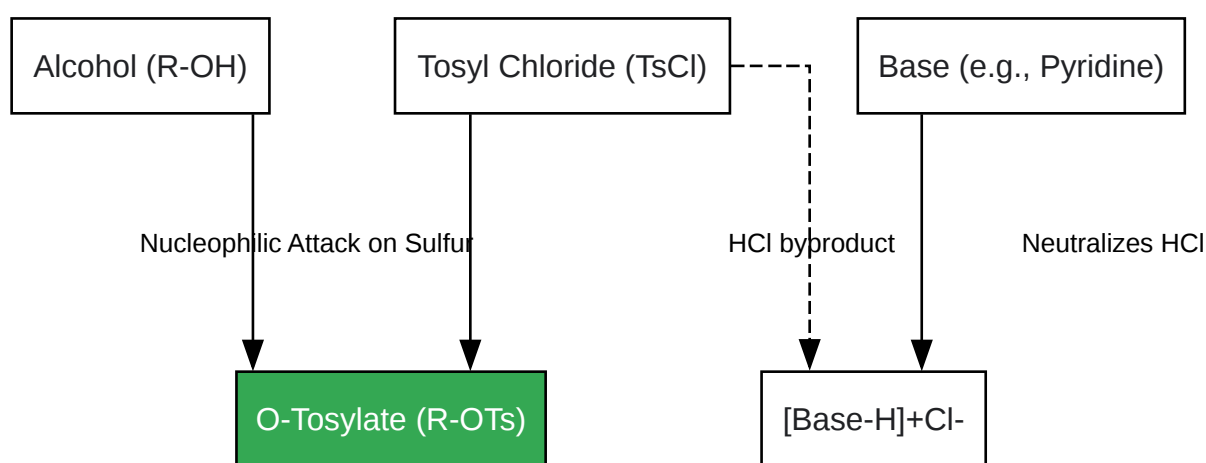 Alcohol (R-OH)
Tosyl Chloride (TsCl)
Base (e.g., Pyridine)
Nucleophilic Attack on Sulfur
HCl byproduct
Neutralizes HCl
O-Tosylate (R-OTs)
[Base-H]+Cl-